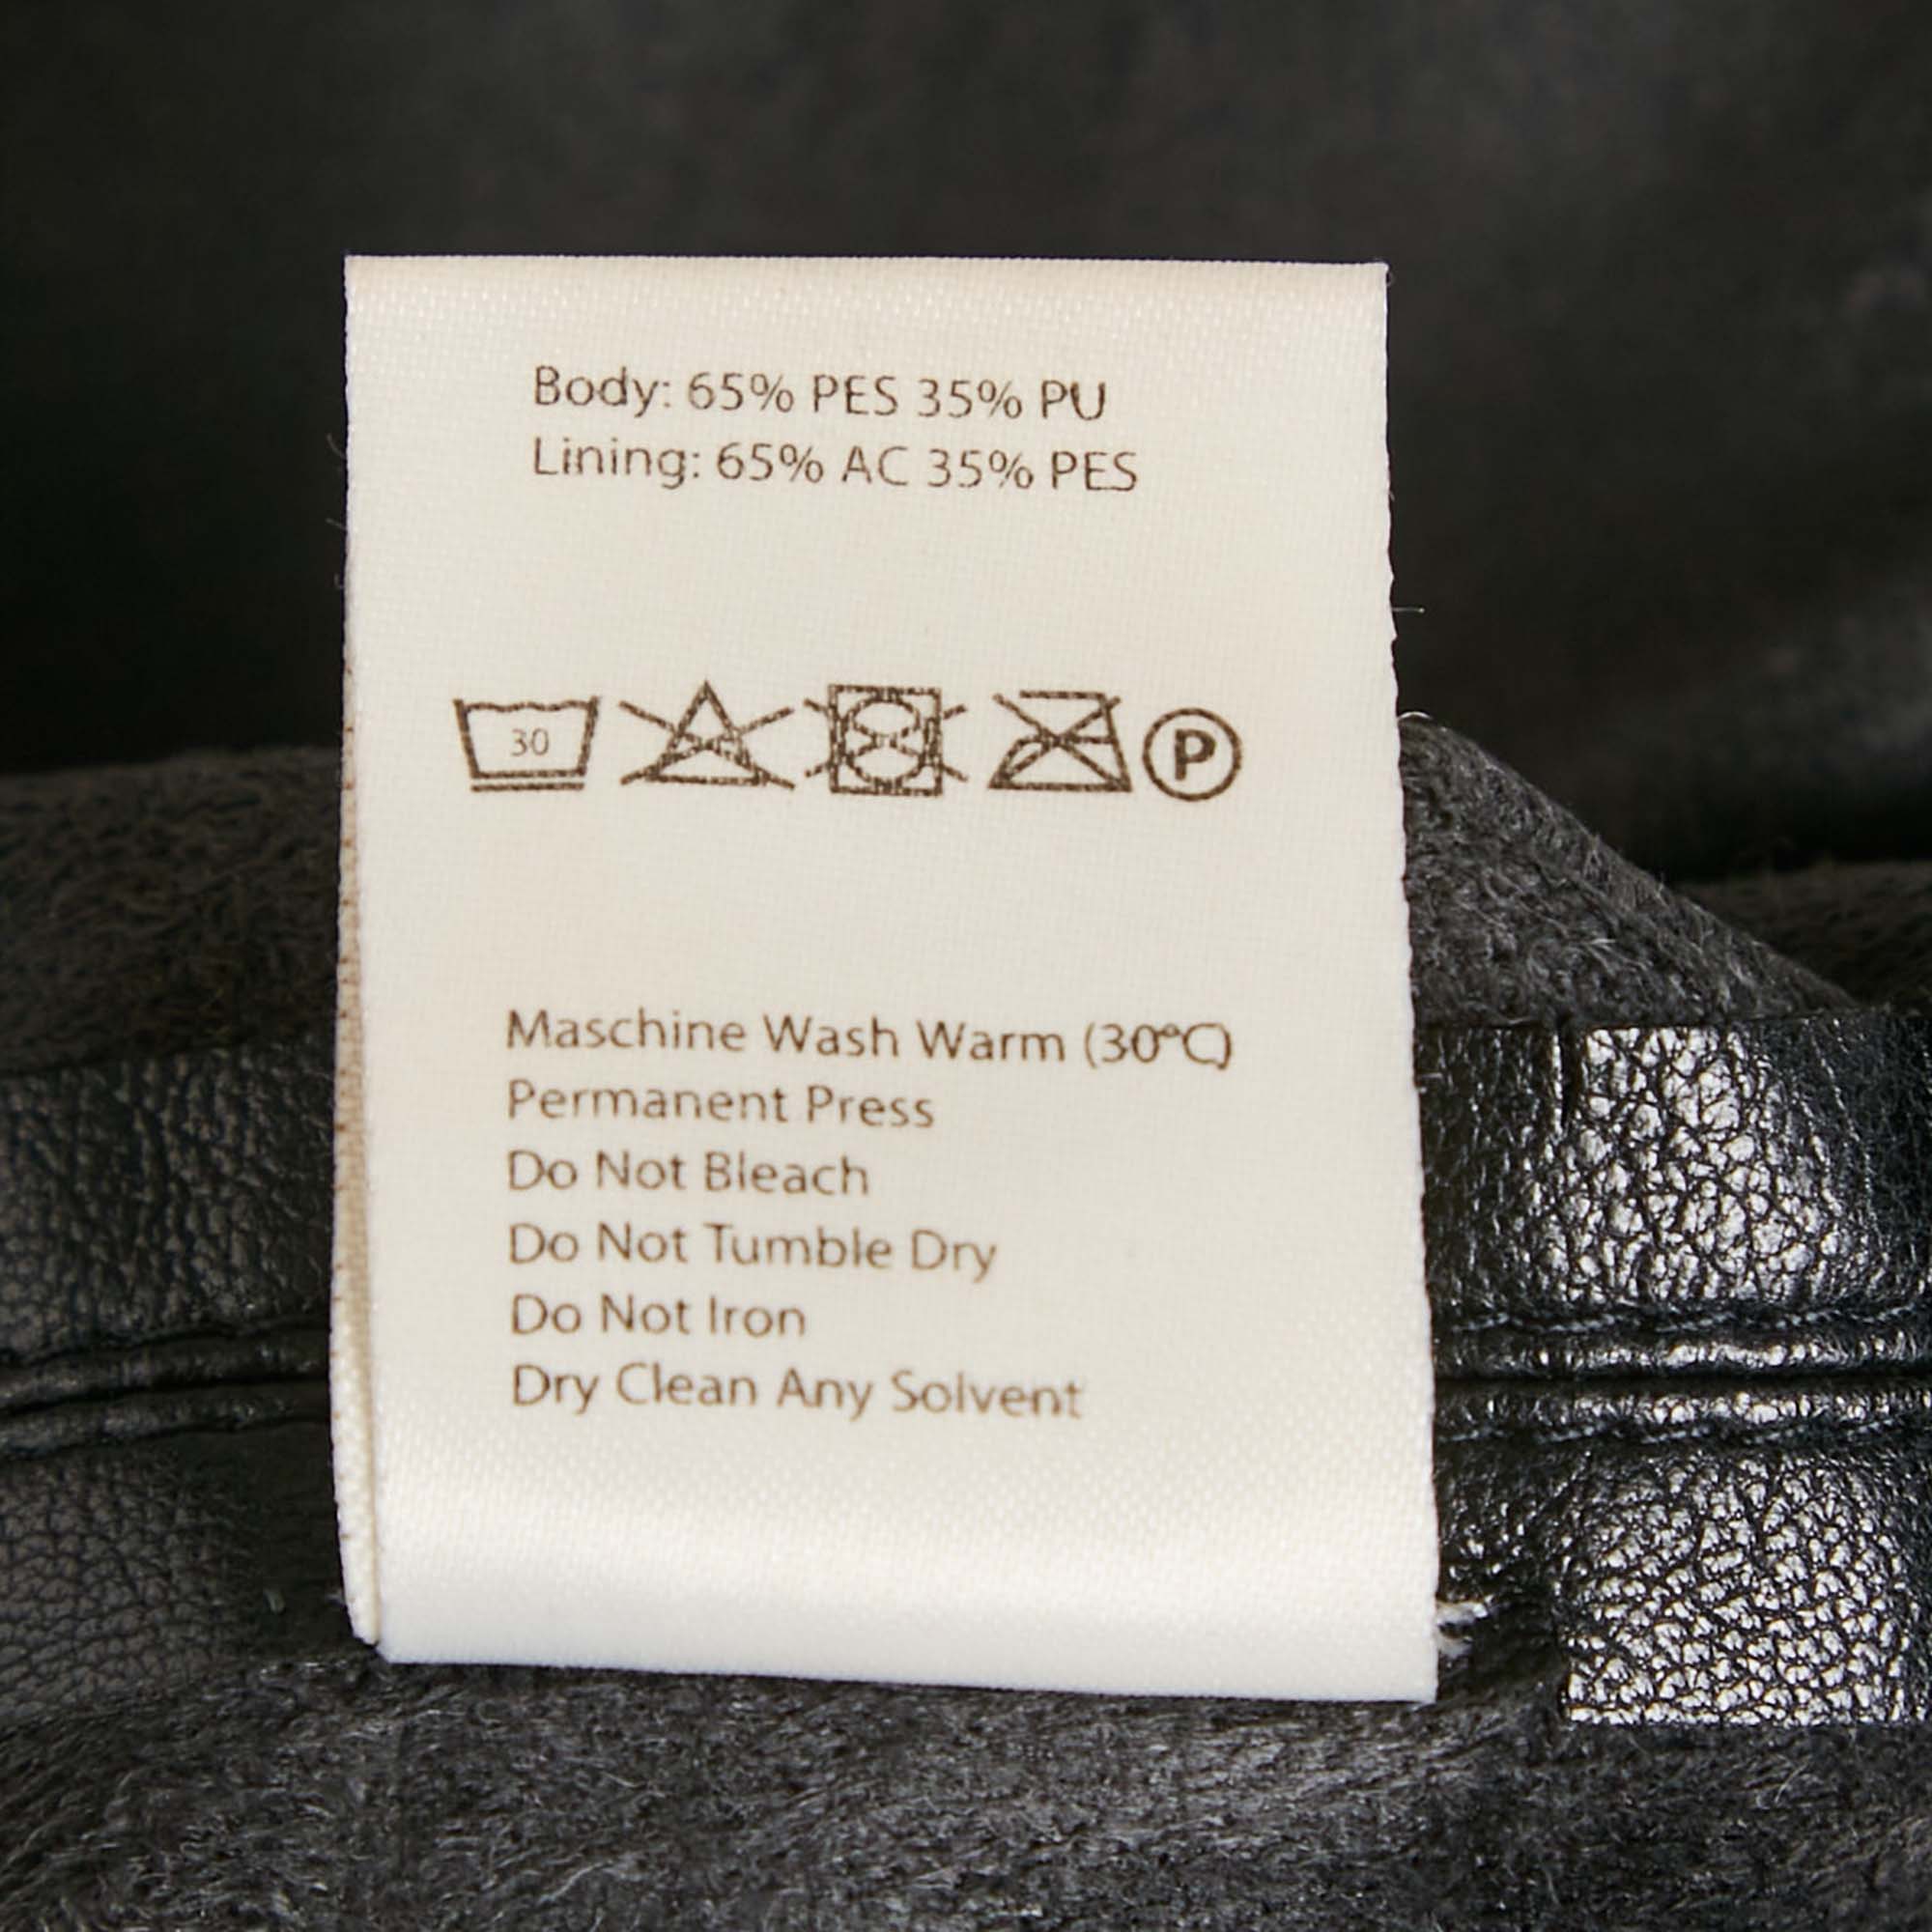 Body: 65% PES 35% PU
Lining: 65% AC 35% PES
30 P
Maschine Wash Warm (30°C)
Permanent Press
Do Not Bleach
Do Not Tumble Dry
Do Not Iron
Dry Clean Any Solvent